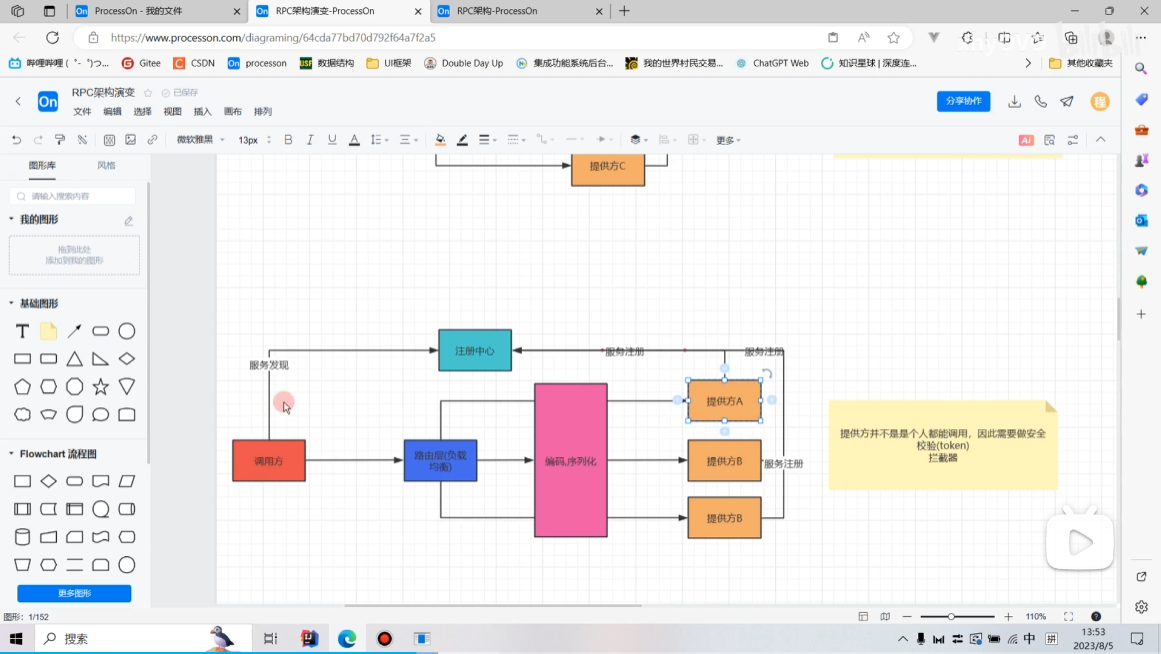 ProcessOn - 我的文件
RPC架构演变-ProcessOn
RPC架构-ProcessOn
https://www.processon.com/diagraming/64cda77bd70d792f64a7f2a5
哔哩哔哩 (゜-゜)つ...
Gitee
CSDN
processon
数据结构
UI框架
Double Day Up
集成功能系统后台...
我的世界村民交易...
ChatGPT Web
知识星球 | 深度连...
其他收藏夹
On
RPC架构演变
已保存
文件 编辑 选择 视图 插入 画布 排列
分享协作
程
微软雅黑
13px
B I U A
更多
AI
图形库
风格
请输入搜索内容
我的图形
拖到此处
添加到我的图形
基础图形
T
Flowchart 流程图
更多图形
提供方C
注册中心
服务注册
服务注册
服务发现
提供方A
调用方
路由层(负载
均衡)
编码,序列化
提供方B
服务注册
提供方B
提供方并不是是个人都能调用，因此需要做安全
校验(token)
拦截器
图形：1/152
110%
搜索
中
拼
13:53
2023/8/5